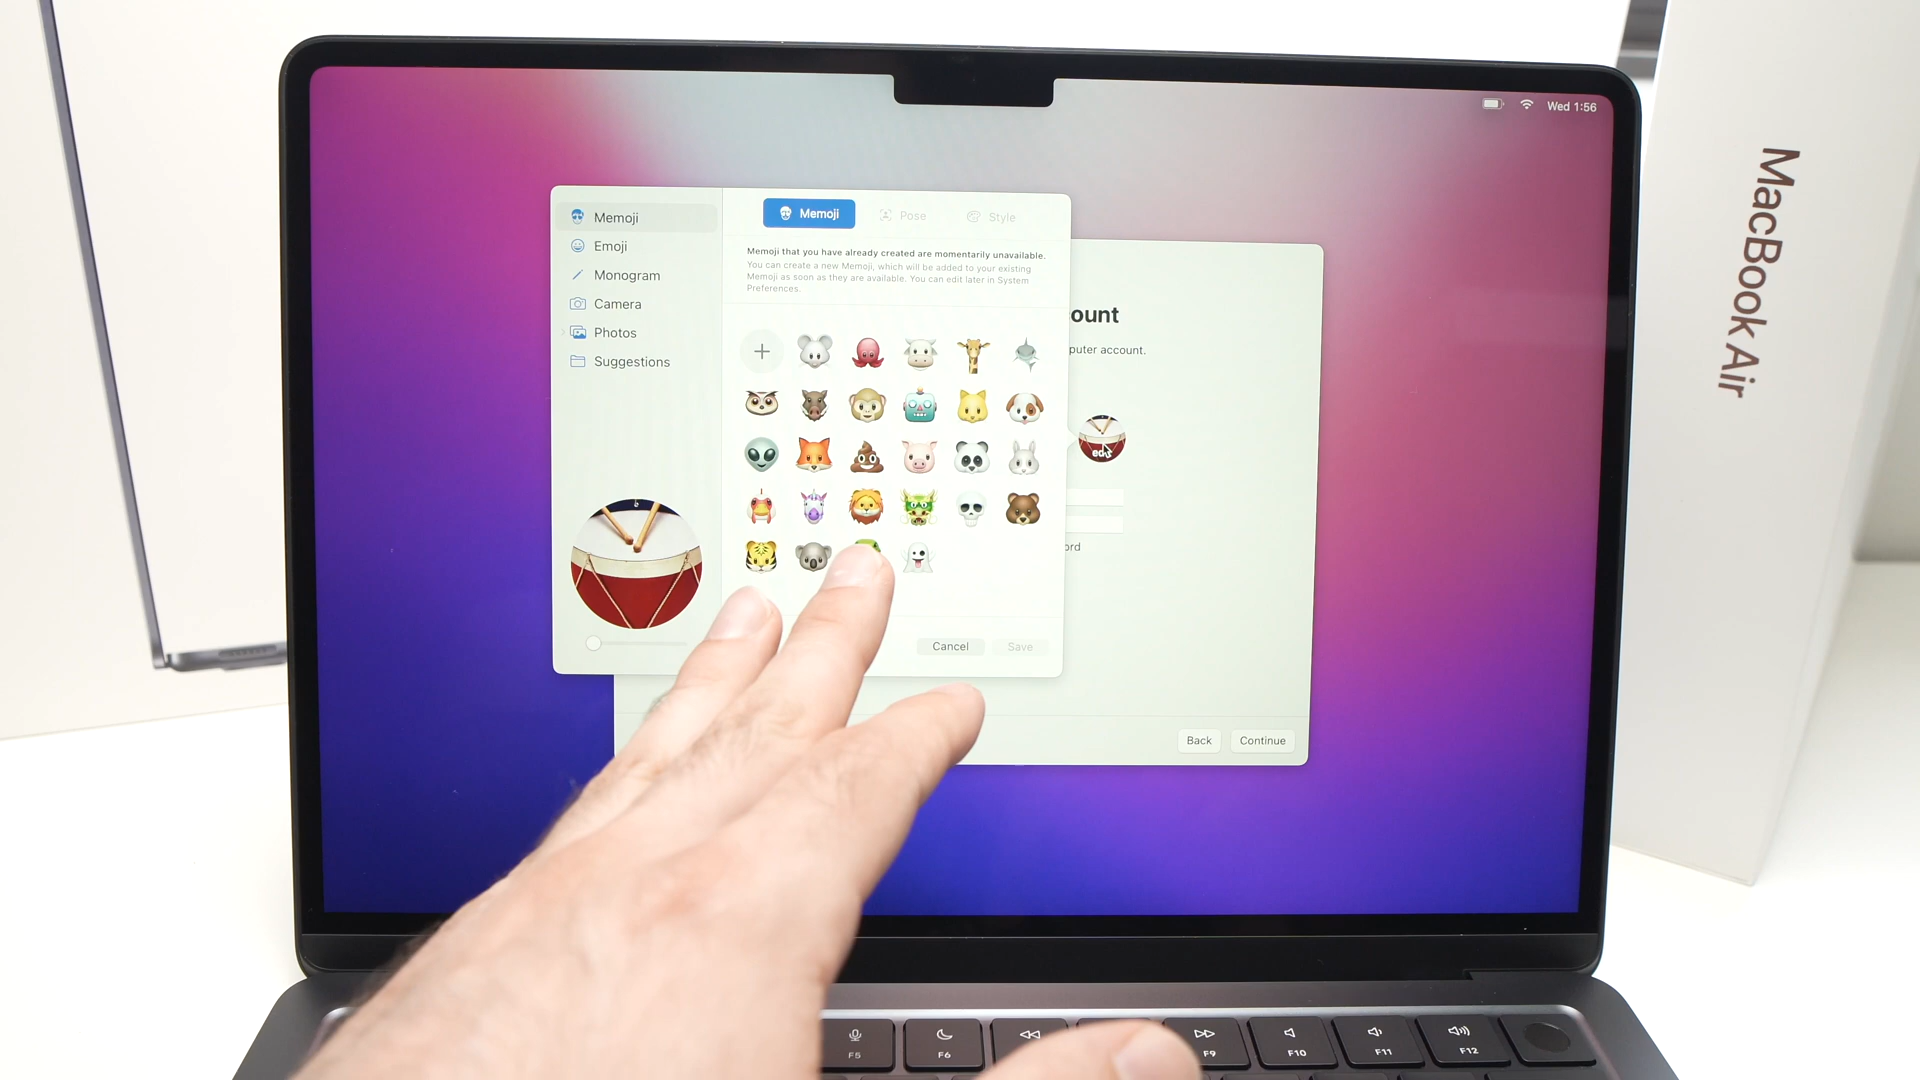 Wed 1:56
MacBook Air
Memoji
Emoji
Monogram
Camera
Photos
Suggestions
Memoji
Pose
Style
Memoji that you have already created are momentarily unavailable.
You can create a new Memoji, which will be added to your existing
Memoji as soon as they are available. You can edit later in System
Preferences.
Cancel
Save
ount
puter account.
edit
ord
Back
Continue
F5
F6
F9
F10
F11
F12